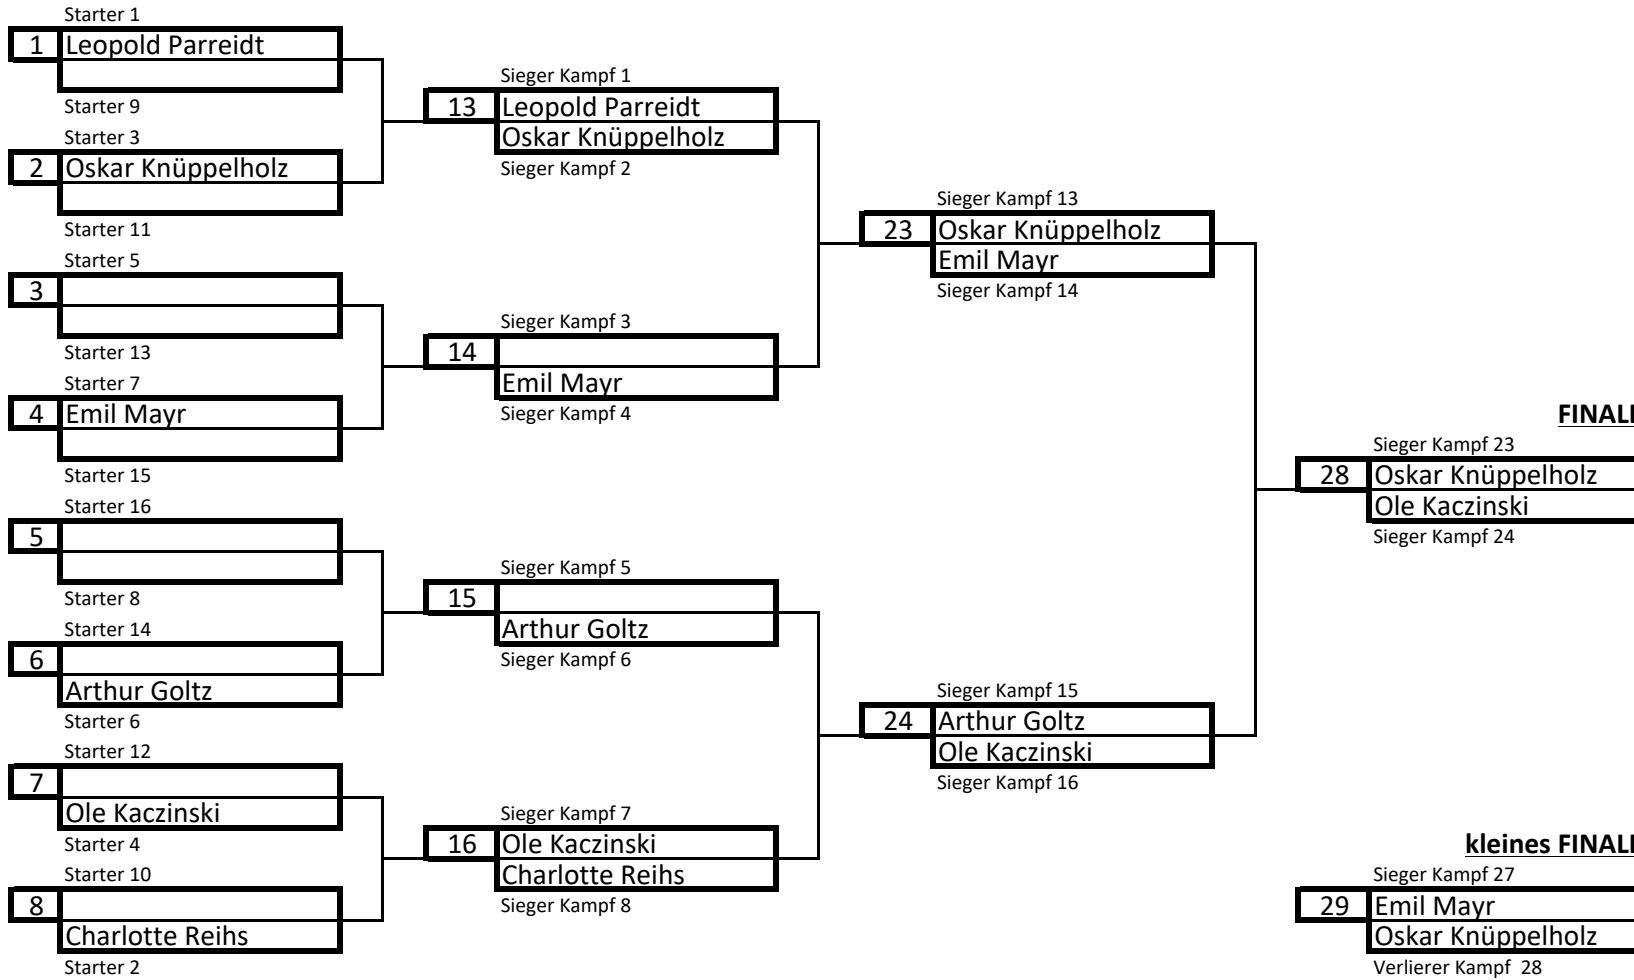 Starter 1
1 Leopold Parreidt
Starter 9
Starter 3
2 Oskar Knüppelholz
Starter 11
Starter 5
3
Starter 13
Starter 7
4 Emil Mayr
Starter 15
Starter 16
5
Starter 8
Starter 14
6
Arthur Goltz
Starter 6
Starter 12
7
Ole Kaczinski
Starter 4
Starter 10
8
Charlotte Reihs
Starter 2
Sieger Kampf 1
13 Leopold Parreidt
Oskar Knüppelholz
Sieger Kampf 2
Sieger Kampf 3
14
Emil Mayr
Sieger Kampf 4
Sieger Kampf 5
15
Arthur Goltz
Sieger Kampf 6
Sieger Kampf 7
16 Ole Kaczinski
Charlotte Reihs
Sieger Kampf 8
Sieger Kampf 13
23 Oskar Knüppelholz
Emil Mayr
Sieger Kampf 14
Sieger Kampf 15
24 Arthur Goltz
Ole Kaczinski
Sieger Kampf 16
FINALE
Sieger Kampf 23
28 Oskar Knüppelholz
Ole Kaczinski
Sieger Kampf 24
kleines FINALE
Sieger Kampf 27
29 Emil Mayr
Oskar Knüppelholz
Verlierer Kampf 28